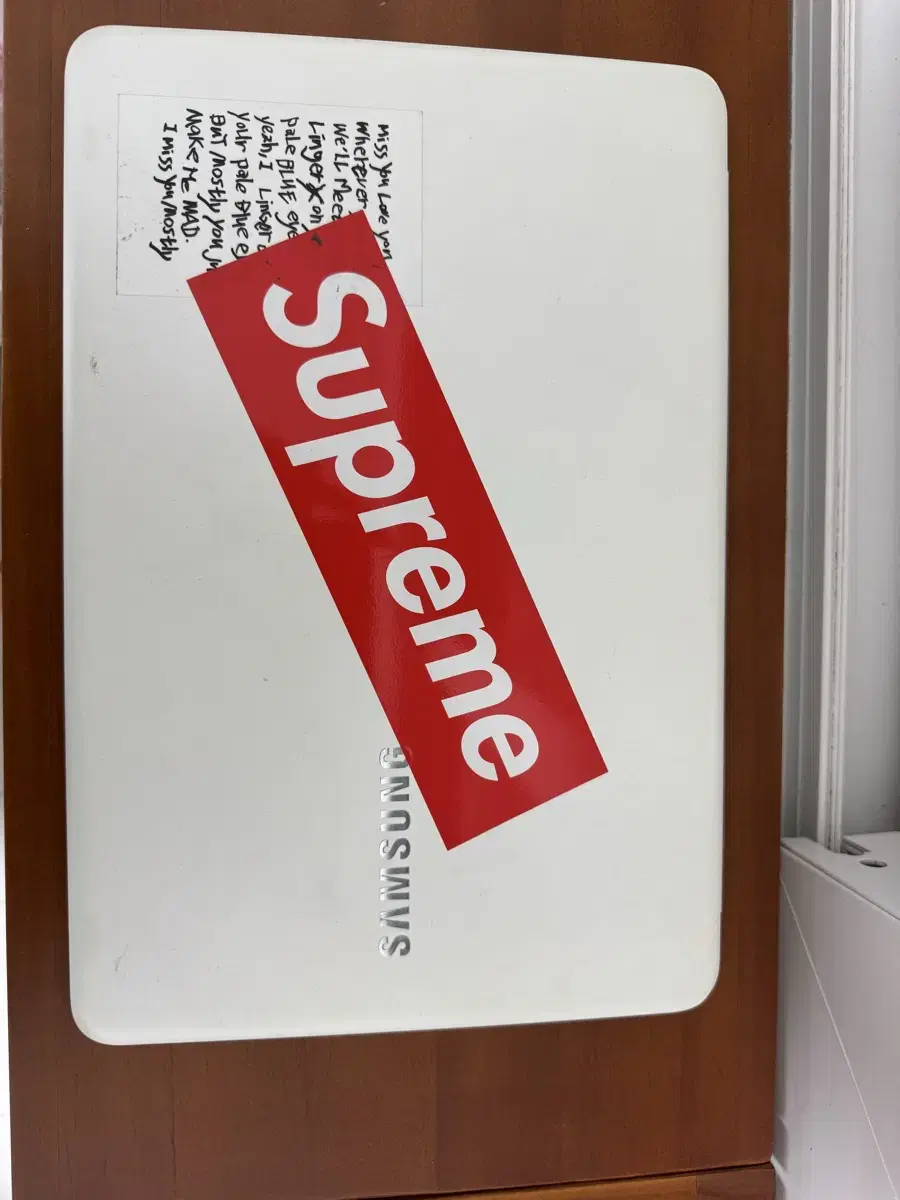 Miss you Love you,
Wherever
We'll Meet
Linger on
pale BLUE
yeah, I Linger
your pale Blue
BUT Mostly you
Make Me MAD.
I miss you/Mostly
Supreme
SAMSUNG